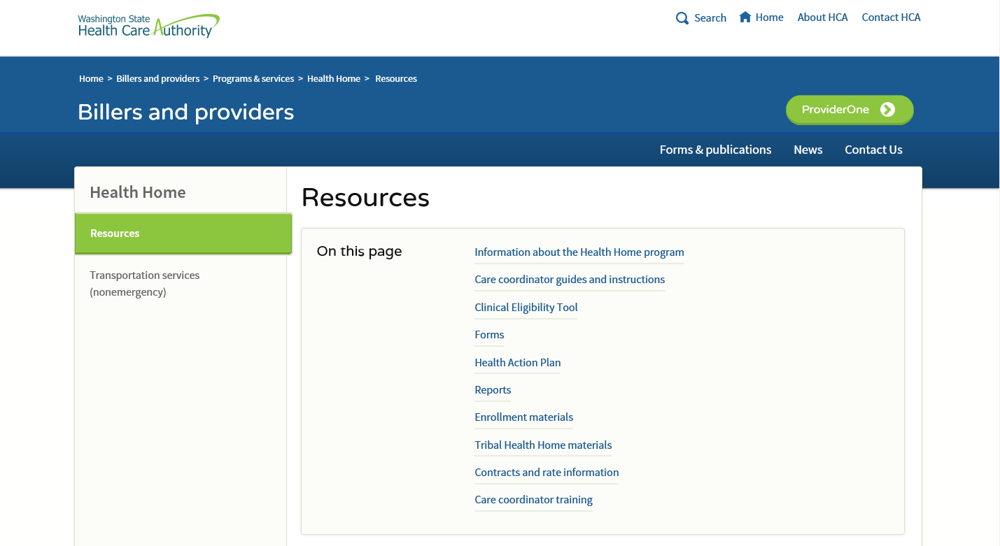 Washington State
Health Care Authority
Search
Home
About HCA
Contact HCA
Home > Billers and providers > Programs & services > Health Home > Resources
Billers and providers
ProviderOne
Forms & publications
News
Contact Us
Health Home
Resources
Transportation services
(nonemergency)
Resources
On this page
Information about the Health Home program
Care coordinator guides and instructions
Clinical Eligibility Tool
Forms
Health Action Plan
Reports
Enrollment materials
Tribal Health Home materials
Contracts and rate information
Care coordinator training